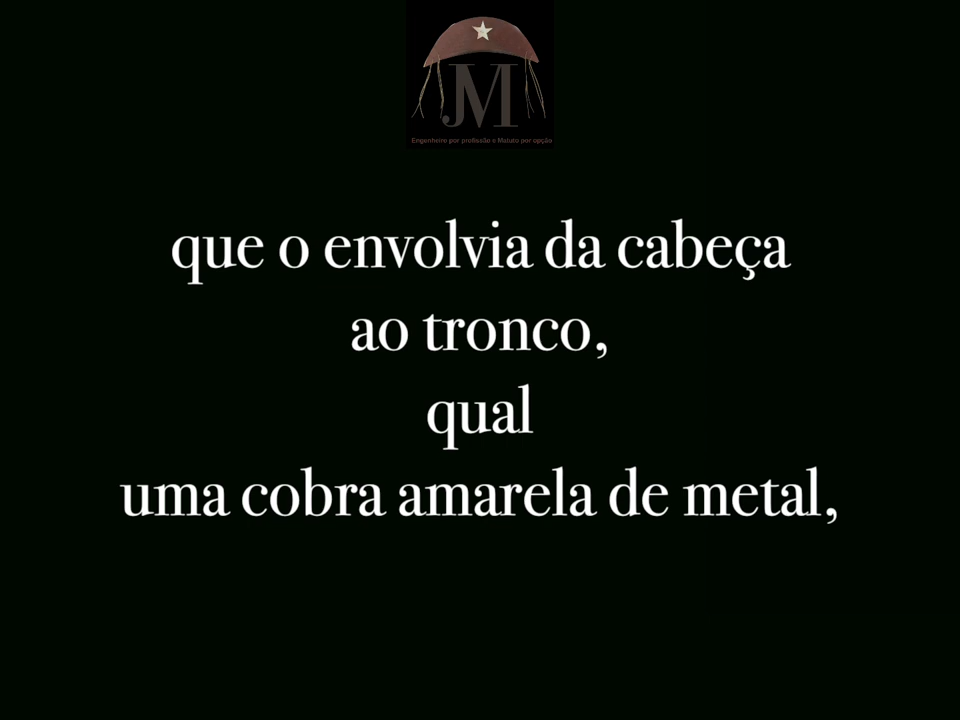 JM
Engenheiro por profissão e Matuto por opção
que o envolvia da cabeça
ao tronco,
qual
uma cobra amarela de metal,